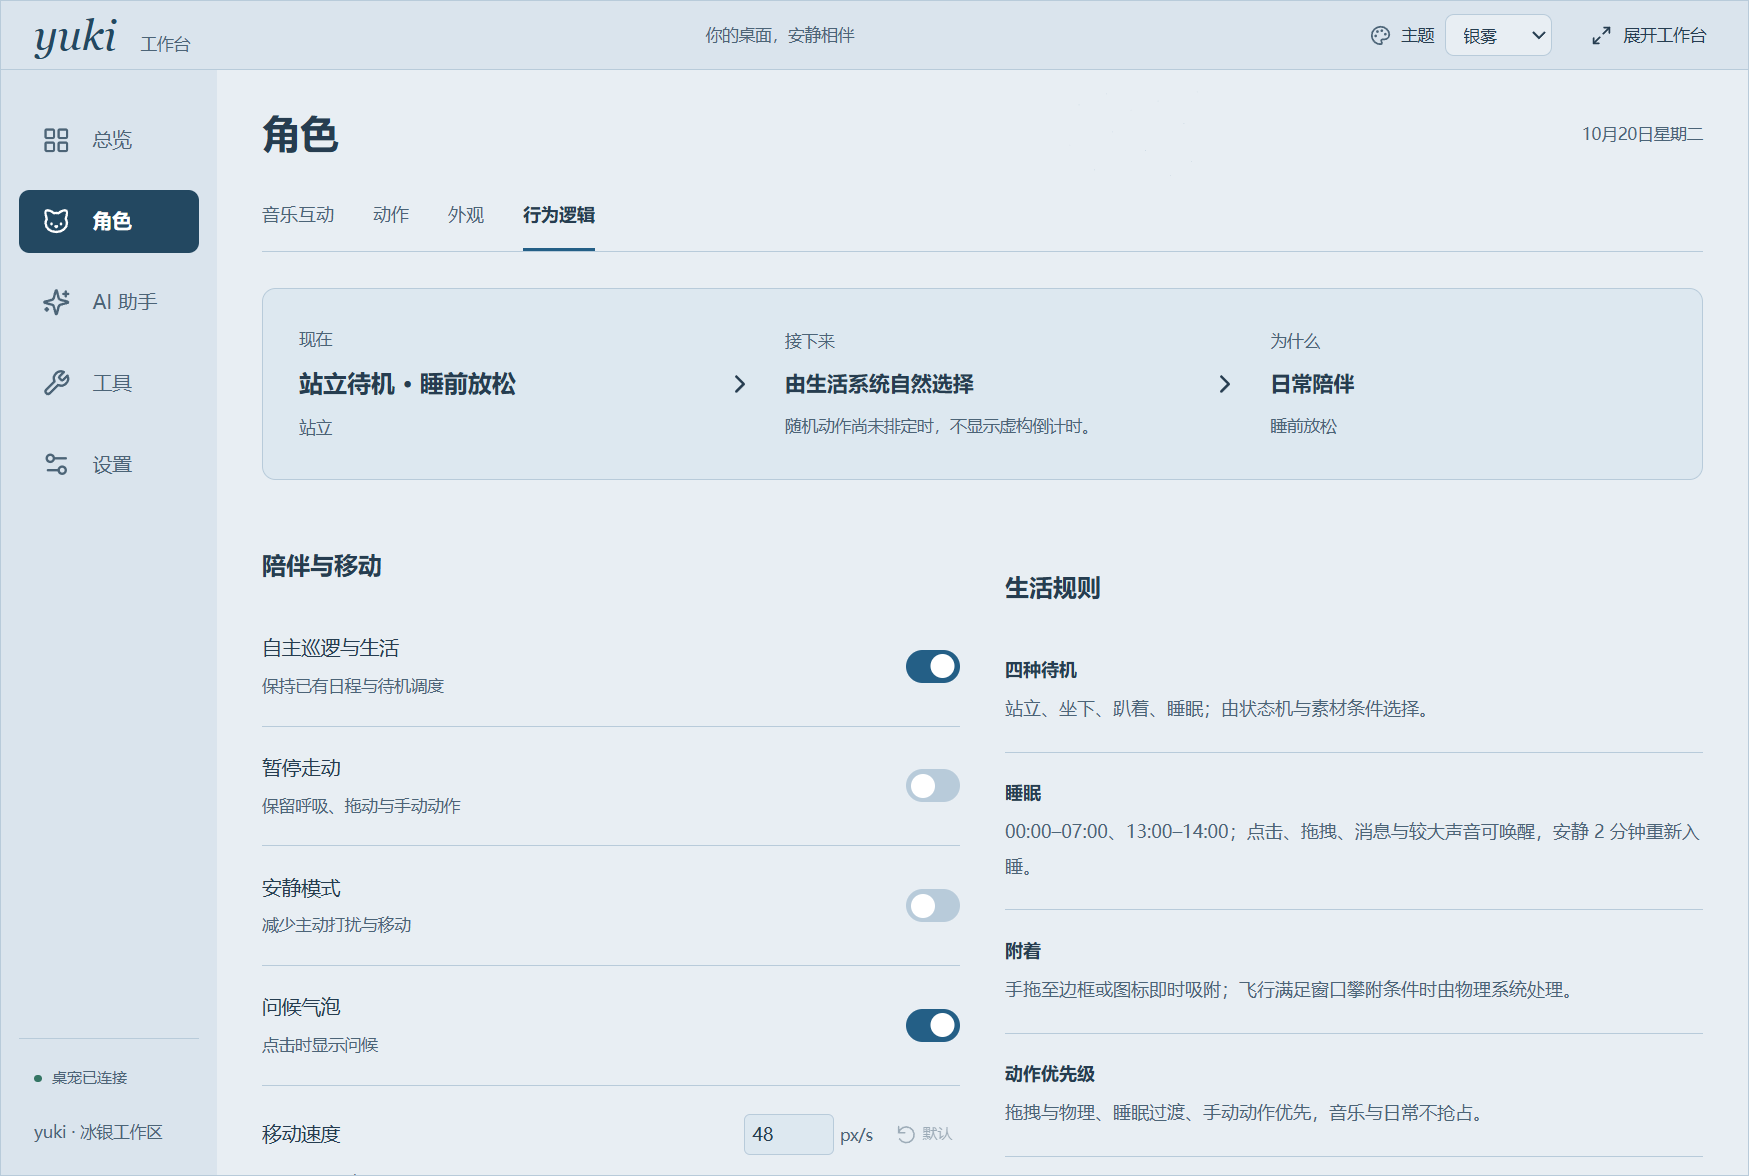 yuki 工作台
你的桌面，安静相伴
主题
银雾
展开工作台
总览
角色
AI 助手
工具
设置
桌宠已连接
yuki · 冰银工作区
角色
10月20日星期二
音乐互动
动作
外观
行为逻辑
现在
站立待机 • 睡前放松
站立
接下来
由生活系统自然选择
随机动作尚未排定时，不显示虚构倒计时。
为什么
日常陪伴
睡前放松
陪伴与移动
自主巡逻与生活
保持已有日程与待机调度
暂停走动
保留呼吸、拖动与手动动作
安静模式
减少主动打扰与移动
问候气泡
点击时显示问候
移动速度
48 px/s
默认
生活规则
四种待机
站立、坐下、趴着、睡眠；由状态机与素材条件选择。
睡眠
00:00–07:00、13:00–14:00；点击、拖拽、消息与较大声音可唤醒，安静 2 分钟重新入
睡。
附着
手拖至边框或图标即时吸附；飞行满足窗口攀附条件时由物理系统处理。
动作优先级
拖拽与物理、睡眠过渡、手动动作优先，音乐与日常不抢占。